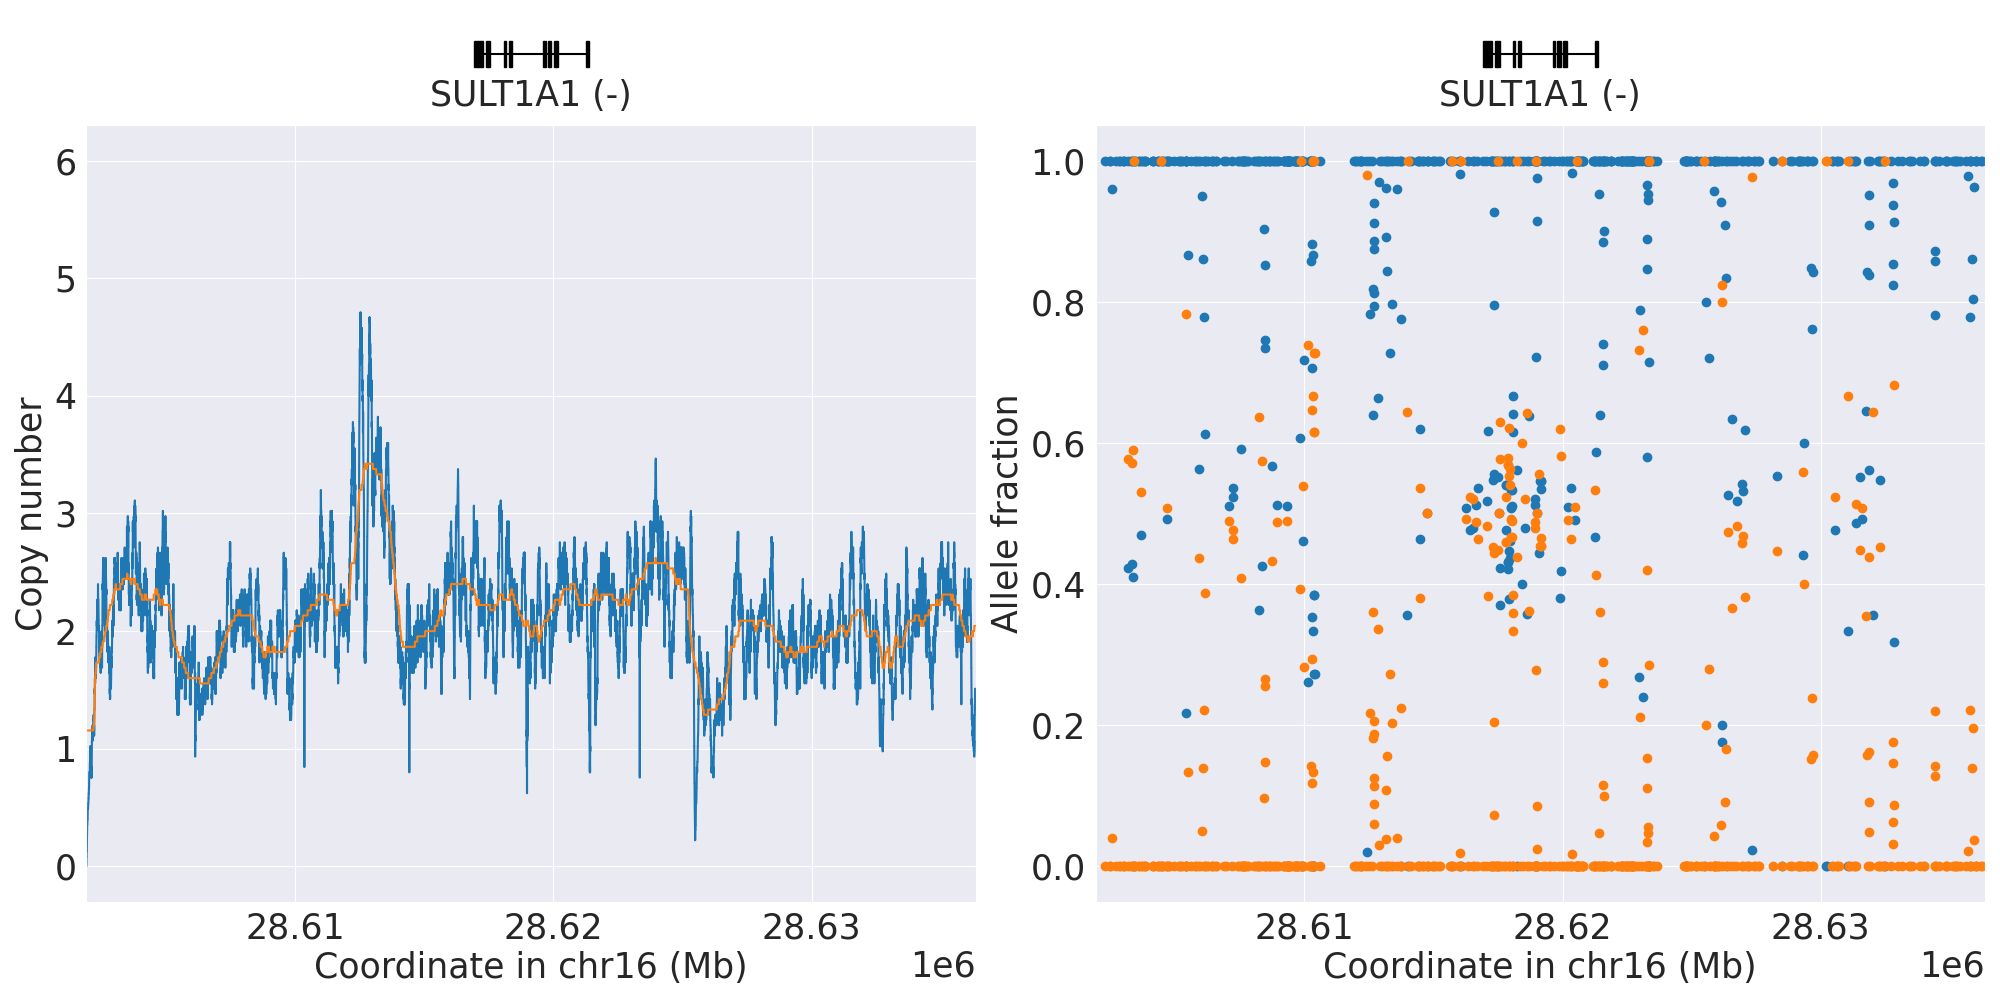 SULT1A1 (-)
SULT1A1 (-)
Copy number
6
5
4
3
2
1
0
28.61 28.62 28.63
Coordinate in chr16 (Mb) 1e6
Allele fraction
1.0
0.8
0.6
0.4
0.2
0.0
28.61 28.62 28.63
Coordinate in chr16 (Mb) 1e6